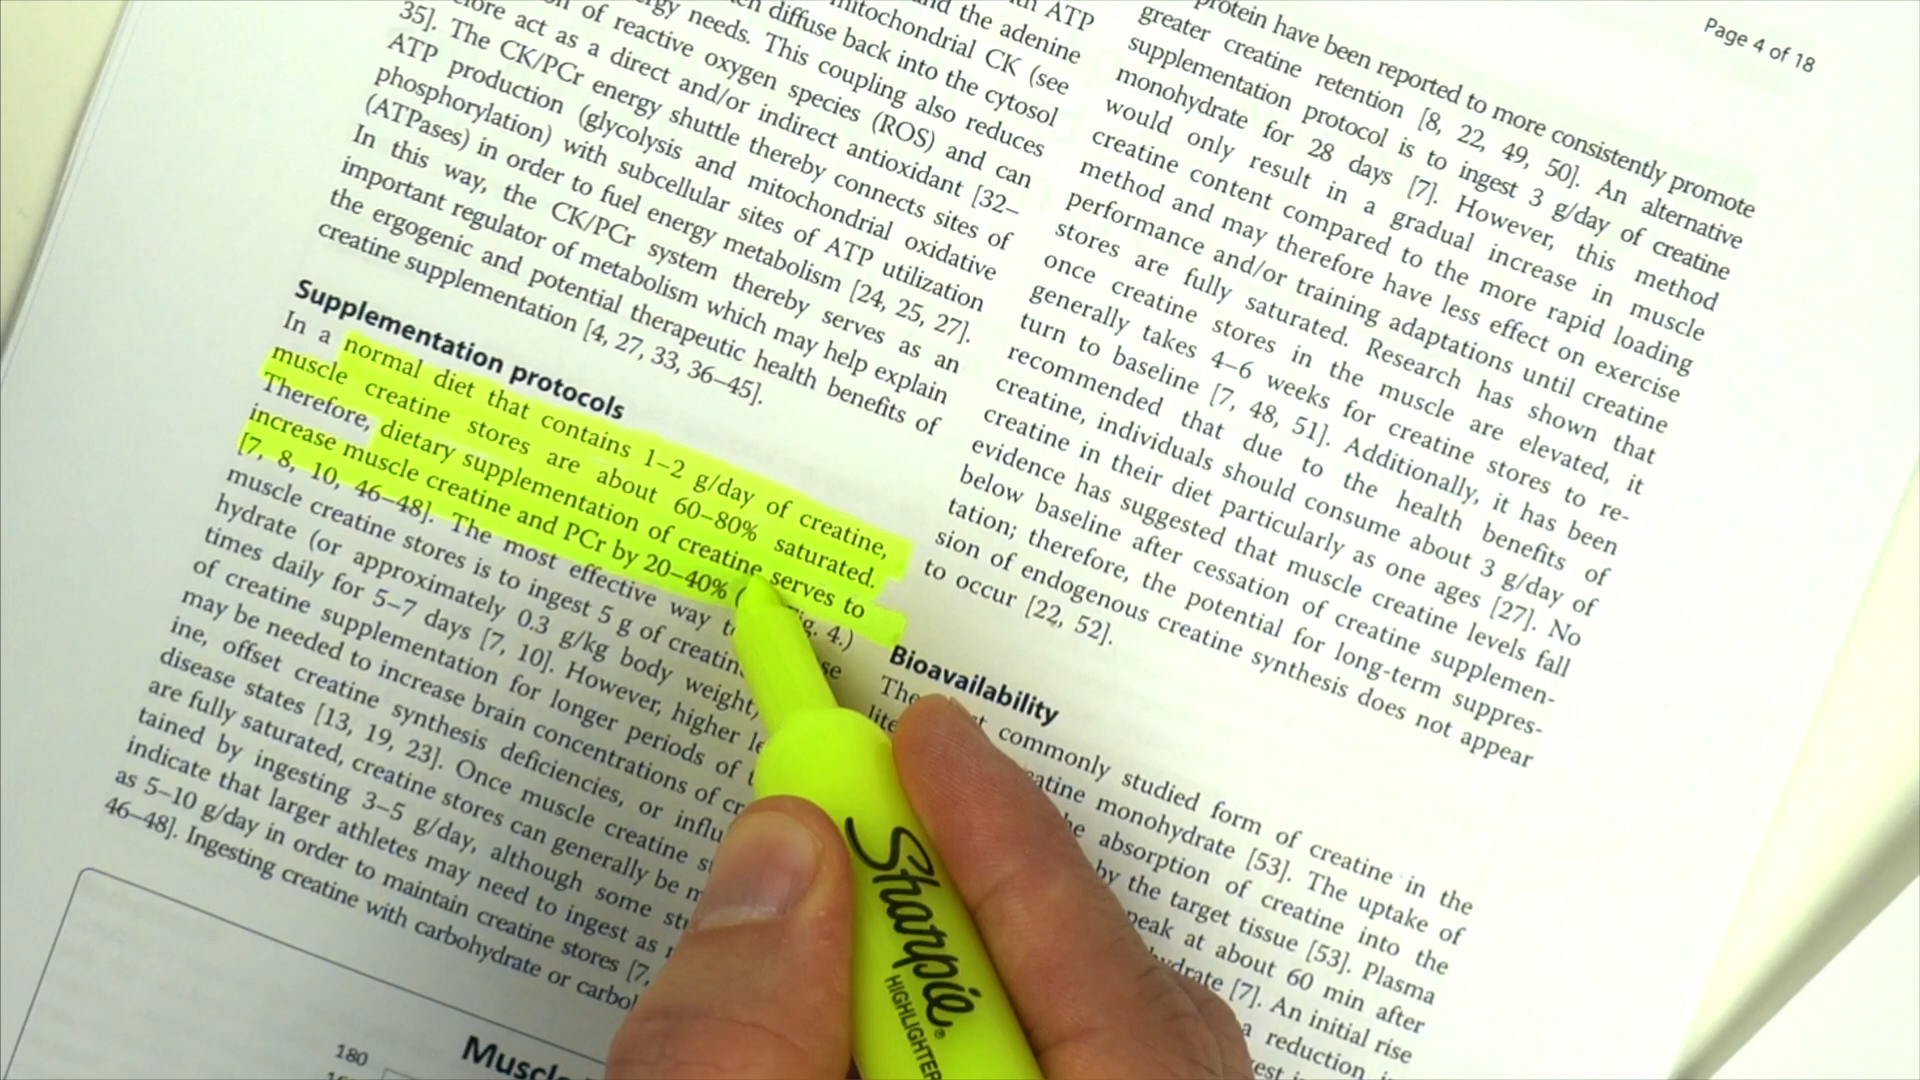 Page 4 of 18
with ATP
and the adenine
mitochondrial CK (see
then diffuse back into the cytosol
energy needs. This coupling also reduces
of reactive oxygen species (ROS) and can
act as a direct and/or indirect antioxidant [32–
35]. The CK/PCr energy shuttle thereby connects sites of
ATP production (glycolysis and mitochondrial oxidative
phosphorylation) with subcellular sites of ATP utilization
(ATPases) in order to fuel energy metabolism [24, 25, 27].
In this way, the CK/PCr system thereby serves as an
important regulator of metabolism which may help explain
the ergogenic and potential therapeutic health benefits of
creatine supplementation [4, 27, 33, 36–45].
Supplementation protocols
In a normal diet that contains 1–2 g/day of creatine,
muscle creatine stores are about 60–80% saturated.
Therefore, dietary supplementation of creatine serves to
increase muscle creatine and PCr by 20–40% ( Fig. 4.)
[7, 8, 10, 46–48]. The most effective way to
muscle creatine stores is to ingest 5 g of creatine
hydrate (or approximately 0.3 g/kg body weight)
times daily for 5–7 days [7, 10]. However, higher
of creatine supplementation for longer periods of
may be needed to increase brain concentrations of
ine, offset creatine synthesis deficiencies, or
disease states [13, 19, 23]. Once muscle creatine
are fully saturated, creatine stores can generally be
tained by ingesting 3–5 g/day, although some
indicate that larger athletes may need to ingest as
as 5–10 g/day in order to maintain creatine stores [7,
46–48]. Ingesting creatine with carbohydrate or
180
Muscle
protein have been reported to more consistently promote
greater creatine retention [8, 22, 49, 50]. An alternative
supplementation protocol is to ingest 3 g/day of creatine
monohydrate for 28 days [7]. However, this method
would only result in a gradual increase in muscle
creatine content compared to the more rapid loading
method and may therefore have less effect on exercise
performance and/or training adaptations until creatine
stores are fully saturated. Research has shown that
once creatine stores in the muscle are elevated, it
generally takes 4–6 weeks for creatine stores to re-
turn to baseline [7, 48, 51]. Additionally, it has been
recommended that due to the health benefits of
creatine, individuals should consume about 3 g/day of
creatine in their diet particularly as one ages [27]. No
evidence has suggested that muscle creatine levels fall
below baseline after cessation of creatine supplemen-
tation; therefore, the potential for long-term suppres-
sion of endogenous creatine synthesis does not appear
to occur [22, 52].
Bioavailability
The commonly studied form of creatine in the
creatine monohydrate [53]. The uptake of
the absorption of creatine into the
by the target tissue [53]. Plasma
peak at about 60 min after
[7]. An initial rise
a reduction
Sharpie®
HIGHLIGHTER